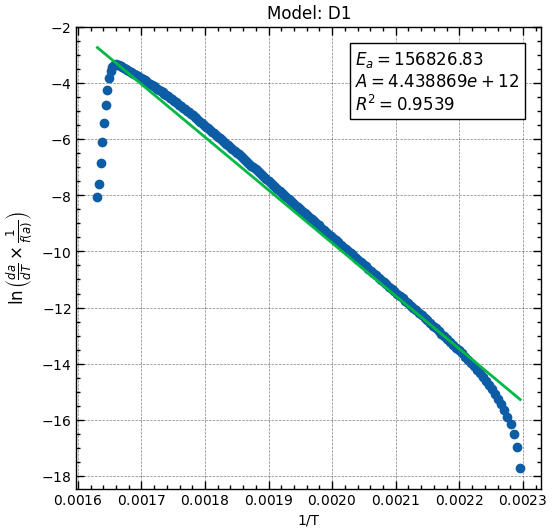 Model: D1
−2
−4
−6
−8
−10
−12
−14
−16
−18
ln (da/dT × 1/f(a))
E_a = 156826.83
A = 4.438869e + 12
R² = 0.9539
0.0016 0.0017 0.0018 0.0019 0.0020 0.0021 0.0022 0.0023
1/T